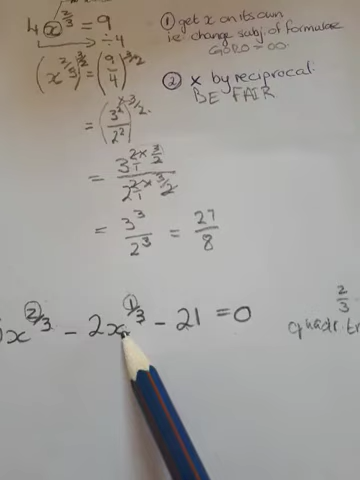 4x^{2/3} = 9
÷4
① get x on its own
i.e. change subj. of formulae
(x^{2/3})^{3/2} = (9/4)^{3/2}
② x by reciprocal.
BE FAIR
= (3^2/2^2)^{x 3/2}
= 3^{2/1 x 3/2} / 2^{2/1 x 3/2}
= 3^3/2^3 = 27/8
x^{2/3} - 2x^{1/3} - 21 = 0
2/3